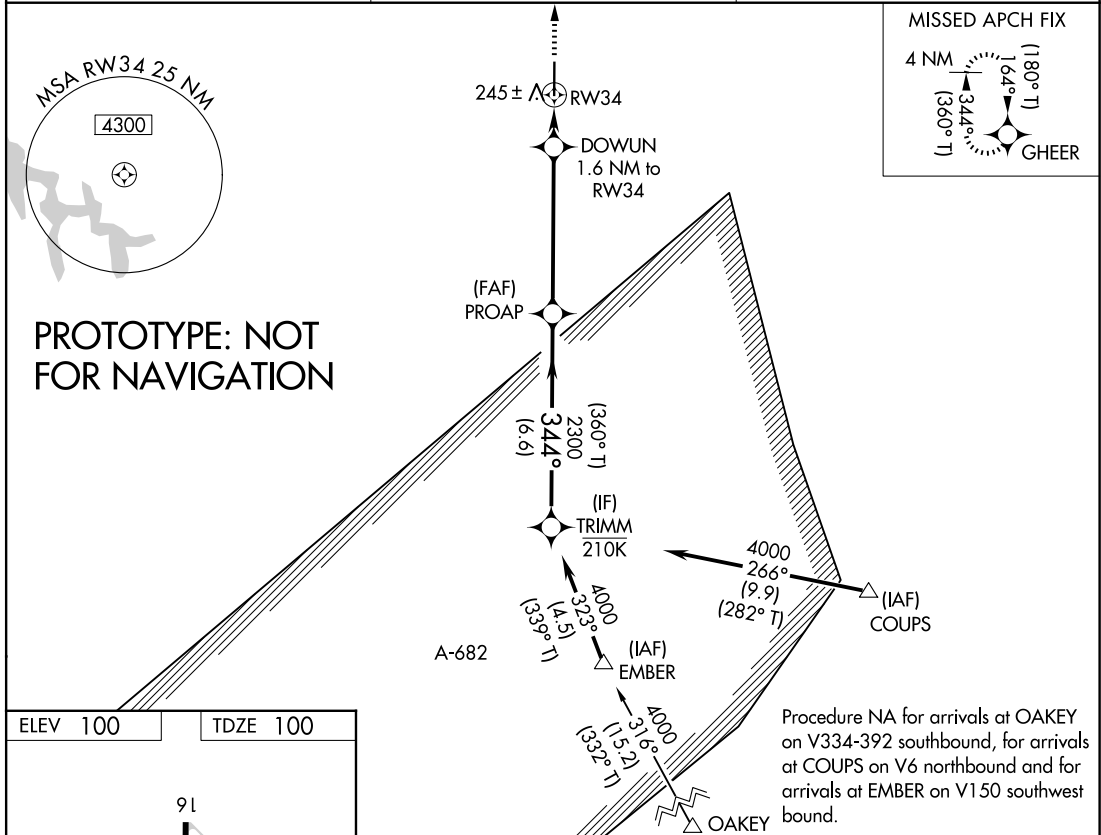 MISSED APCH FIX
4 NM
(180° T)
164°
344°
(360° T)
GHEER
MSA RW34 25 NM
4300
245± RW34
DOWUN
1.6 NM to
RW34
(FAF)
PROAP
PROTOTYPE: NOT
FOR NAVIGATION
(360° T)
2300
344°
(6.6)
(IF)
TRIMM
210K
4000
266°
(9.9)
(282° T)
(IAF)
COUPS
4000
323°
(4.5)
(339° T)
A-682
(IAF)
EMBER
4000
316°
(15.2)
(332° T)
OAKEY
Procedure NA for arrivals at OAKEY
on V334-392 southbound, for arrivals
at COUPS on V6 northbound and for
arrivals at EMBER on V150 southwest
bound.
ELEV 100
TDZE 100
16